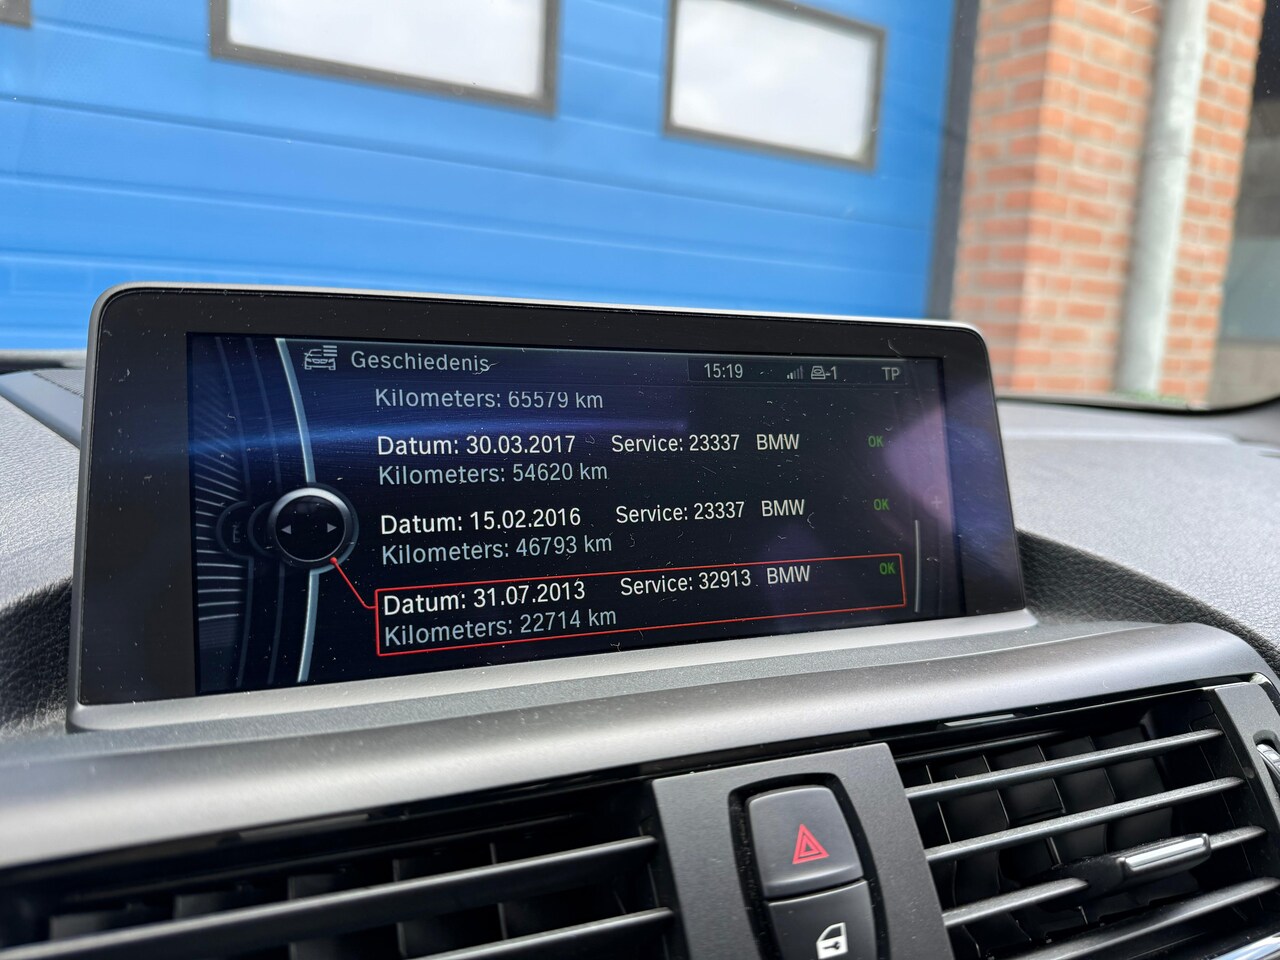 Geschiedenis 15:19 -1 TP
Kilometers: 65579 km
Datum: 30.03.2017 Service: 23337 BMW OK
Kilometers: 54620 km
Datum: 15.02.2016 Service: 23337 BMW OK
Kilometers: 46793 km
Datum: 31.07.2013 Service: 32913 BMW OK
Kilometers: 22714 km